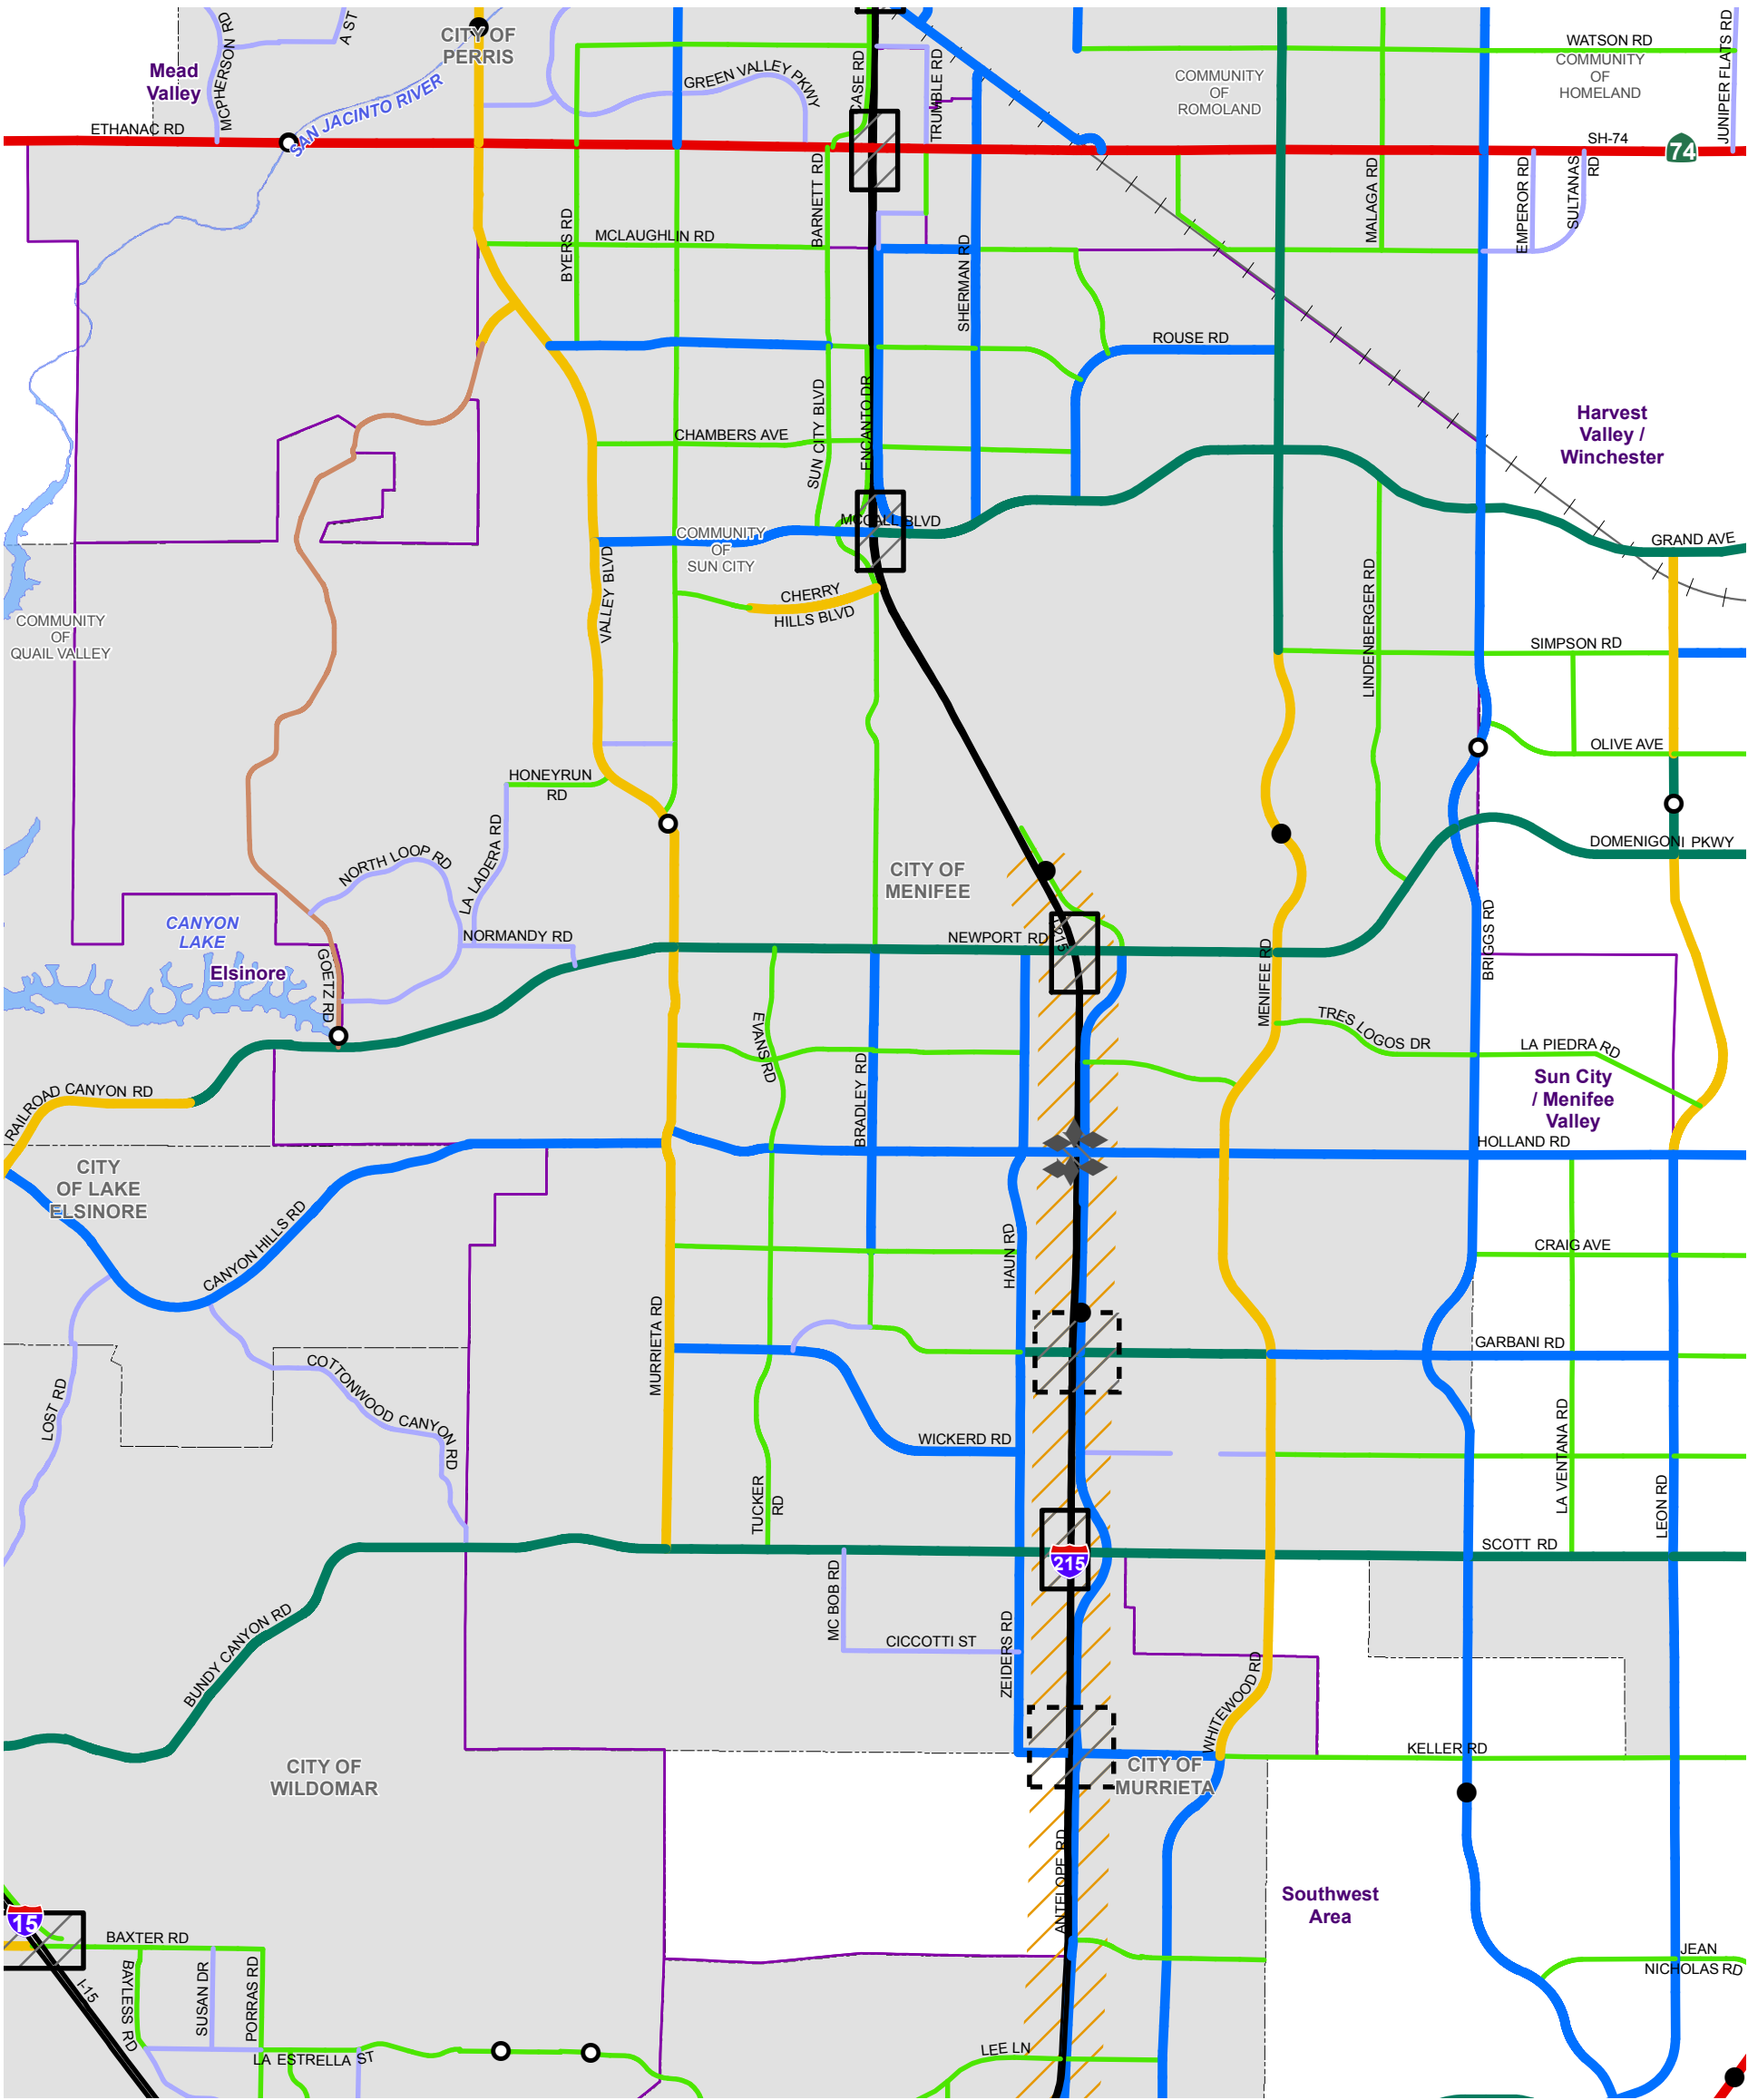 MCPHERSON RD
A ST
CITY OF
PERRIS
Mead
Valley
SAN JACINTO RIVER
GREEN VALLEY PKWY
CASE RD
TRUMBLE RD
COMMUNITY
OF
ROMOLAND
WATSON RD
COMMUNITY
OF
HOMELAND
JUNIPER FLATS RD
ETHANAC RD
SH-74
74
BARNETT RD
BYERS RD
MCLAUGHLIN RD
SHERMAN RD
MALAGA RD
EMPEROR RD
SULTANAS
RD
ROUSE RD
SUN CITY BLVD
ENCANTO DR
CHAMBERS AVE
Harvest
Valley /
Winchester
MCCALL BLVD
COMMUNITY
OF
SUN CITY
GRAND AVE
VALLEY BLVD
CHERRY
HILLS BLVD
LINDENBERGER RD
COMMUNITY
OF
QUAIL VALLEY
SIMPSON RD
OLIVE AVE
HONEYRUN
RD
LA LADERA RD
NORTH LOOP RD
DOMENIGONI PKWY
CITY OF
MENIFEE
CANYON
LAKE
NORMANDY RD
NEWPORT RD
I-215
BRIGGS RD
MENIFEE RD
Elsinore
GOETZ RD
EVANS RD
TRES LOGOS DR
LA PIEDRA RD
BRADLEY RD
Sun City
/ Menifee
Valley
RAILROAD CANYON RD
HOLLAND RD
CITY
OF LAKE
ELSINORE
CANYON HILLS RD
HAUN RD
CRAIG AVE
MURRIETA RD
GARBANI RD
COTTONWOOD CANYON
RD
LOST RD
WICKERD RD
LA VENTANA RD
LEON RD
TUCKER
RD
SCOTT RD
215
BUNDY CANYON RD
MC BOB RD
CICCOTTI ST
ZEIDERS RD
WHITEWOOD RD
KELLER RD
CITY OF
WILDOMAR
CITY OF
MURRIETA
ANTELOPE RD
Southwest
Area
15
BAXTER RD
I-15
BAYLESS RD
SUSAN DR
PORRAS RD
JEAN
NICHOLAS RD
LA ESTRELLA ST
LEE LN